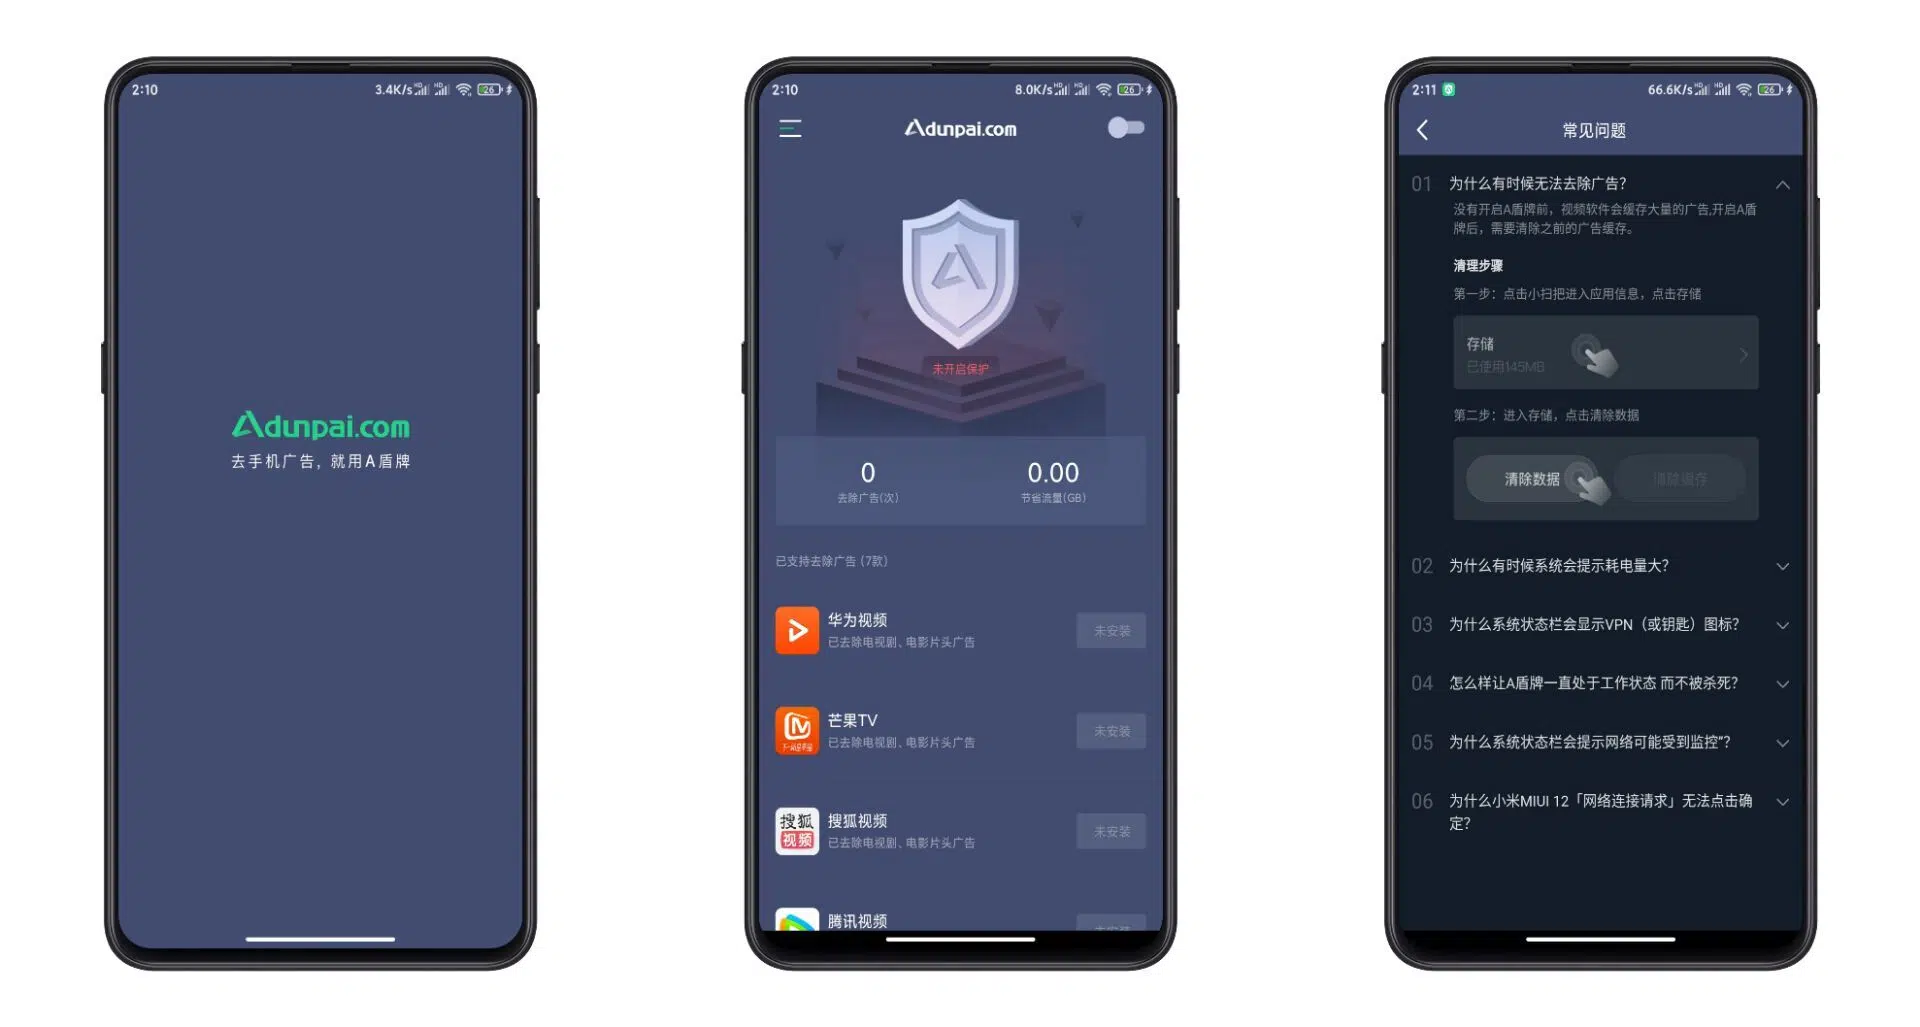 2:10
3.4K/s
26
Adunpai.com
去手机广告，就用A盾牌
2:10
8.0K/s
26
Adunpai.com
未开启保护
0
0.00
去除广告(次)
节省流量(GB)
已支持去除广告 (7款)
华为视频
已去除电视剧、电影片头广告
未安装
芒果TV
已去除电视剧、电影片头广告
未安装
搜狐视频
搜狐视频
已去除电视剧、电影片头广告
未安装
腾讯视频
2:11
66.6K/s
26
常见问题
01
为什么有时候无法去除广告？
没有开启A盾牌前，视频软件会缓存大量的广告,开启A盾
牌后，需要清除之前的广告缓存。
清理步骤
第一步：点击小扫把进入应用信息，点击存储
存储
已使用145MB
第二步：进入存储，点击清除数据
清除数据
清除缓存
02
为什么有时候系统会提示耗电量大？
03
为什么系统状态栏会显示VPN（或钥匙）图标？
04
怎么样让A盾牌一直处于工作状态 而不被杀死？
05
为什么系统状态栏会提示网络可能受到监控”？
06
为什么小米MIUI 12「网络连接请求」无法点击确
定？